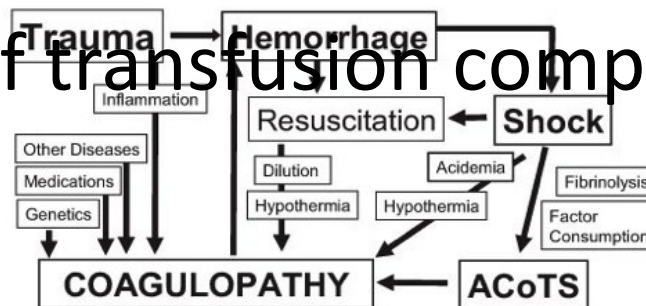 Trauma
Hemorrhage
f transfusion comp
Inflammation
Resuscitation
Shock
Other Diseases
Medications
Genetics
Dilution
Hypothermia
Acidemia
Hypothermia
Fibrinolysis
Factor
Consumption
COAGULOPATHY
ACoTS